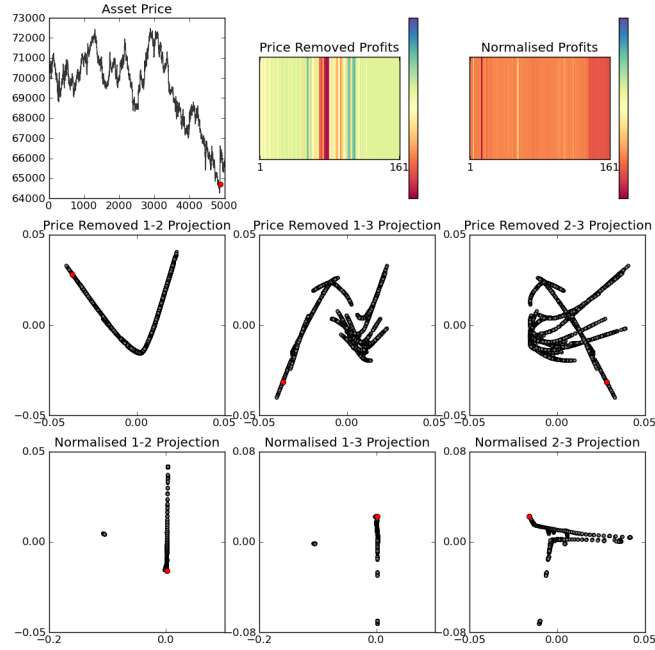 Asset Price
73000
72000
71000
70000
69000
68000
67000
66000
65000
64000
0 1000 2000 3000 4000 5000
Price Removed Profits
1 161
Normalised Profits
1 161
Price Removed 1-2 Projection
0.05
0.00
−0.05
−0.05 0.00 0.05
Price Removed 1-3 Projection
0.05
0.00
−0.05
−0.05 0.00 0.05
Price Removed 2-3 Projection
0.05
0.00
−0.05
−0.05 0.00 0.05
Normalised 1-2 Projection
0.05
0.00
−0.05
−0.2 0.0
Normalised 1-3 Projection
0.08
0.00
−0.08
−0.2 0.0
Normalised 2-3 Projection
0.08
0.00
−0.08
−0.05 0.00 0.05